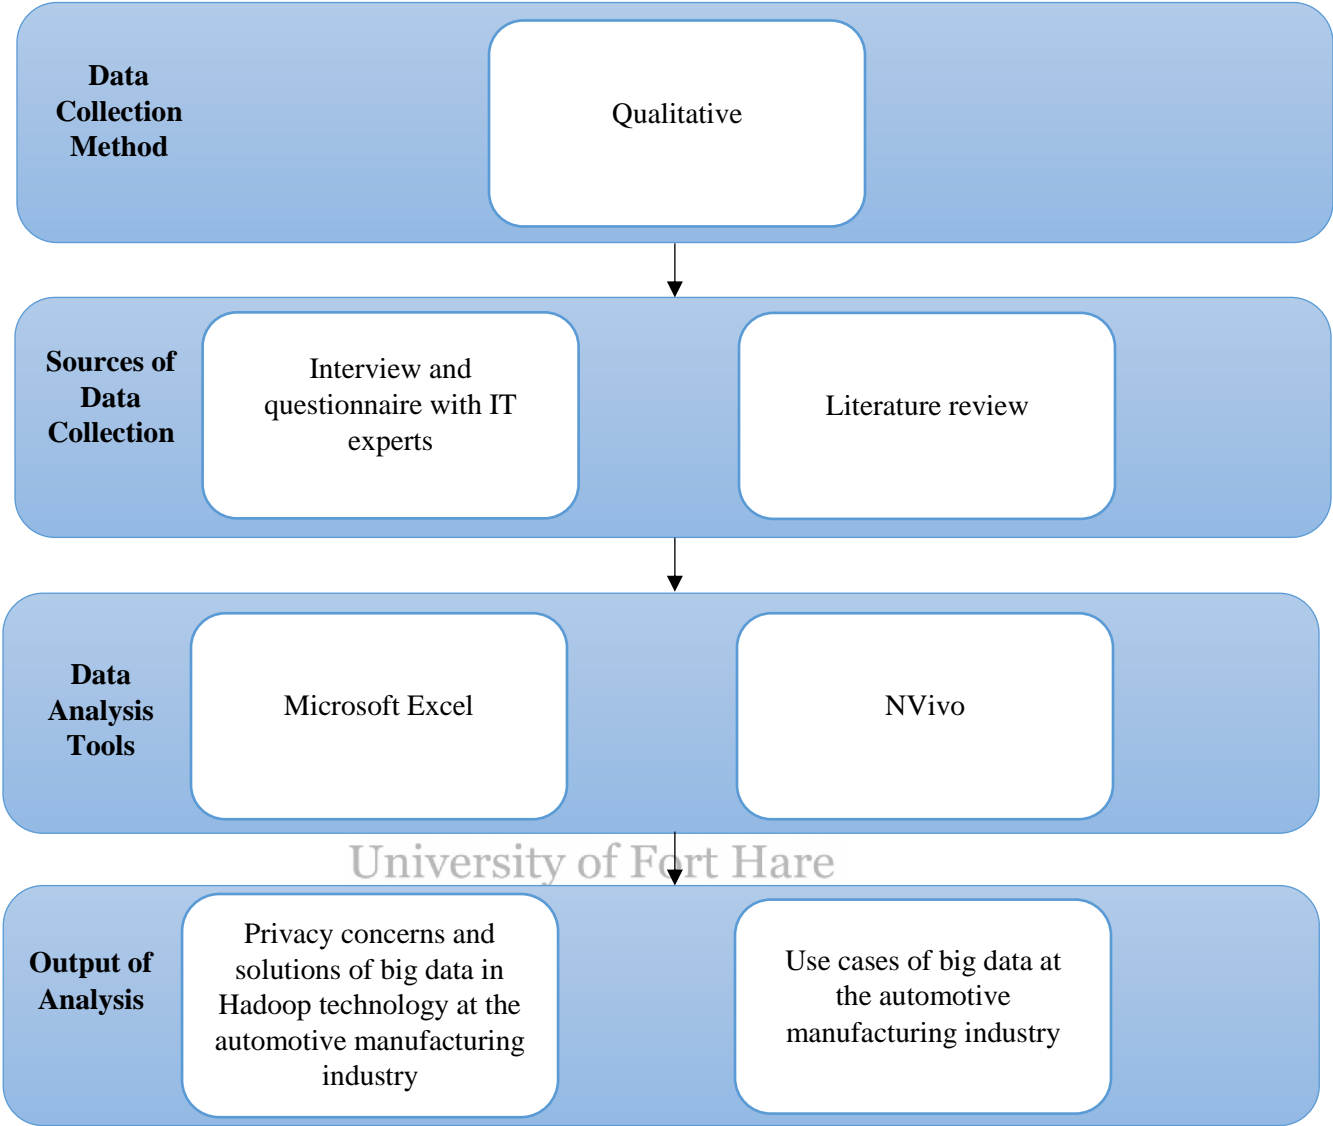 Data
Collection
Method
Qualitative
Sources of
Data
Collection
Interview and
questionnaire with IT
experts
Literature review
Data
Analysis
Tools
Microsoft Excel
NVivo
University of Fort Hare
Output of
Analysis
Privacy concerns and
solutions of big data in
Hadoop technology at the
automotive manufacturing
industry
Use cases of big data at
the automotive
manufacturing industry